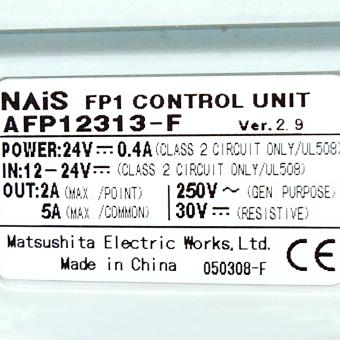 NAiS FP1 CONTROL UNIT
AFP12313-F Ver.2.9
POWER:24V⎓0.4A(CLASS 2 CIRCUIT ONLY/UL508)
IN:12-24V⎓(CLASS 2 CIRCUIT ONLY/UL508)
OUT:2A (MAX /POINT) 250V～ (GEN PURPOSE)
5A (MAX/COMMON) 30V⎓ (RESISTIVE)
Matsushita Electric Works,Ltd. CE
Made in China 050308-F